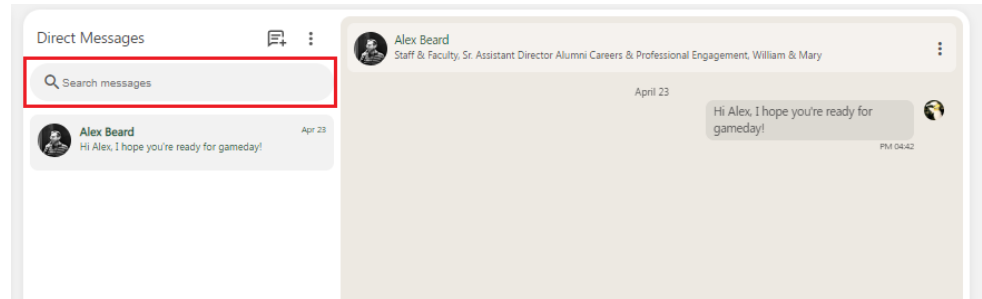 Direct Messages
Search messages
Alex Beard
Apr 23
Hi Alex, I hope you're ready for gameday!
Alex Beard
Staff & Faculty, Sr. Assistant Director Alumni Careers & Professional Engagement, William & Mary
April 23
Hi Alex, I hope you're ready for
gameday!
PM 04:42